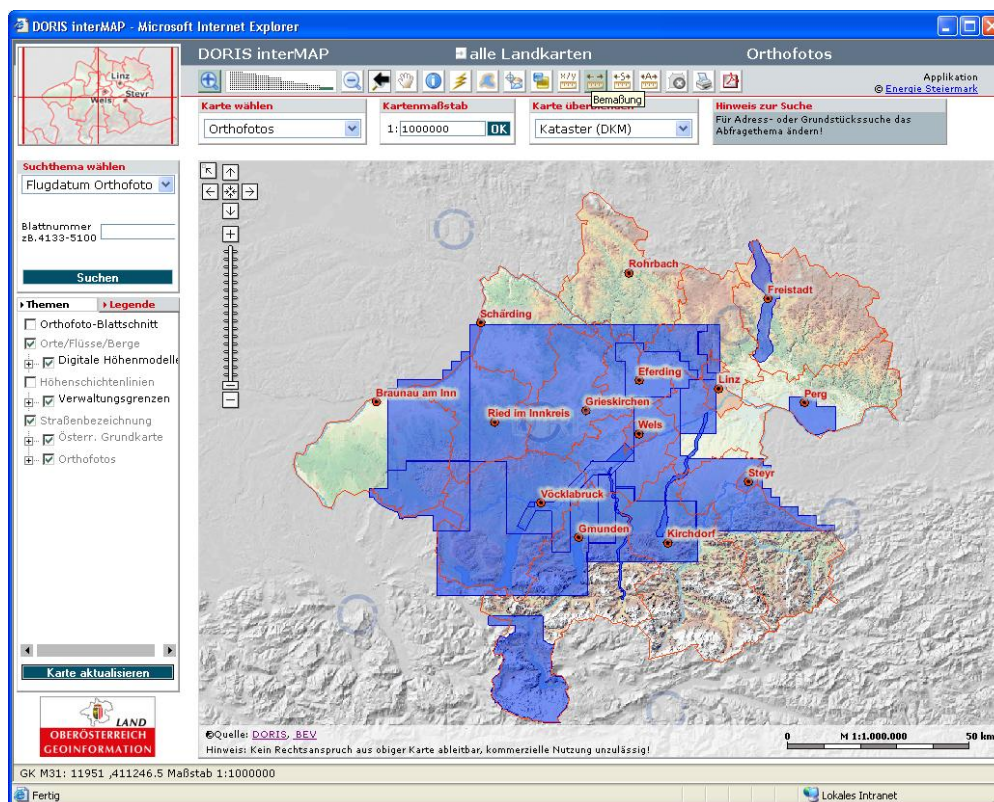 DORIS interMAP - Microsoft Internet Explorer
DORIS interMAP
alle Landkarten
Orthofotos
Linz
Wels
Steyr
X/Y
S
A
Bemaßung
Applikation
© Energie Steiermark
Karte wählen
Orthofotos
Kartenmaßstab
1: 1000000 OK
Karte überblenden
Kataster (DKM)
Hinweis zur Suche
Für Adress- oder Grundstückssuche das
Abfragethema ändern!
Suchthema wählen
Flugdatum Orthofoto
Blattnummer
zB.4133-5100
Suchen
Themen
Legende
Orthofoto-Blattschnitt
Orte/Flüsse/Berge
Digitale Höhenmodelle
Höhenschichtlinien
Verwaltungsgrenzen
Straßenbezeichnung
Österr. Grundkarte
Orthofotos
Karte aktualisieren
LAND
OBERÖSTERREICH
GEOINFORMATION
Rohrbach
Freistadt
Schärding
Eferding
Linz
Braunau am Inn
Perg
Grieskirchen
Ried im Innkreis
Wels
Steyr
Vöcklabruck
Gmunden
Kirchdorf
©Quelle: DORIS, BEV
Hinweis: Kein Rechtsanspruch aus obiger Karte ableitbar, kommerzielle Nutzung unzulässig!
0 M 1:1.000.000 50 km
GK M31: 11951 ,411246.5 Maßstab 1:1000000
Fertig
Lokales Intranet